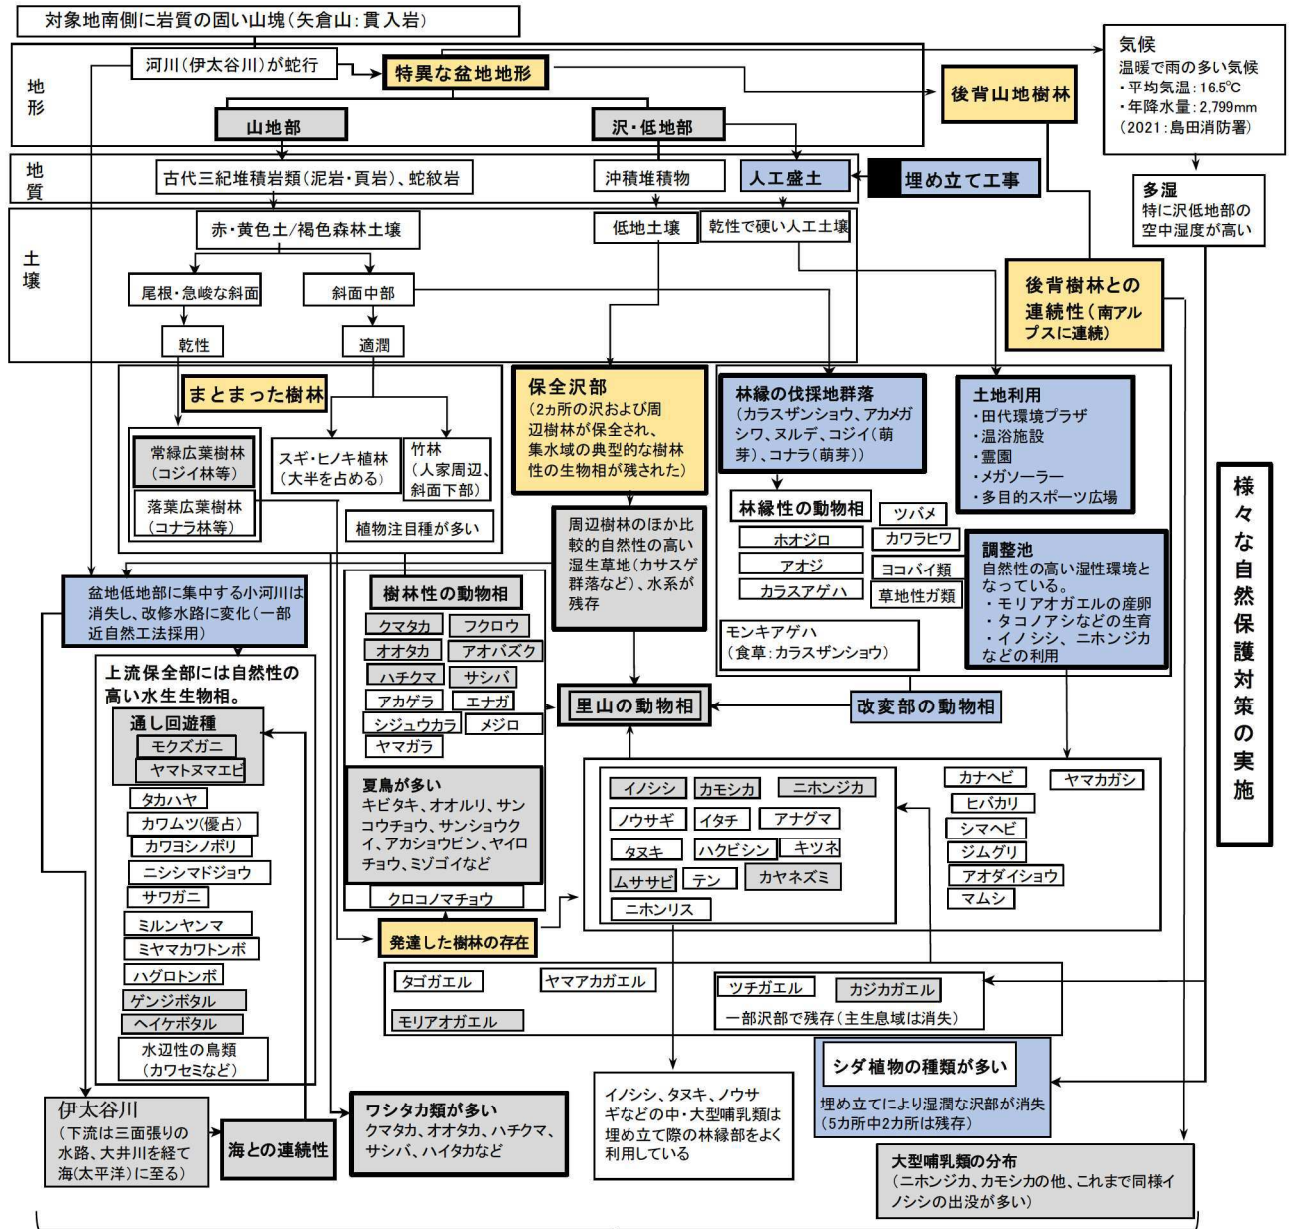 対象地南側に岩質の固い山塊(矢倉山:貫入岩)
地形
河川(伊太谷川)が蛇行
特異な盆地地形
後背山地樹林
山地部
沢・低地部
気候
温暖で雨の多い気候
・平均気温:16.5℃
・年降水量:2,799mm
(2021:島田消防署)
地質
古代三紀堆積岩類(泥岩・頁岩)、蛇紋岩
沖積堆積物
人工盛土
埋め立て工事
多湿
特に沢低地部の
空中湿度が高い
土壌
赤・黄色土/褐色森林土壌
低地土壌
乾性で硬い人工土壌
尾根・急峻な斜面
斜面中部
乾性
適潤
後背樹林との
連続性(南アル
プスに連続)
まとまった樹林
常緑広葉樹林
(コジイ林等)
落葉広葉樹林
(コナラ林等)
スギ・ヒノキ植林
(大半を占める)
竹林
(人家周辺、
斜面下部)
植物注目種が多い
保全沢部
(2ヵ所の沢および周
辺樹林が保全され、
集水域の典型的な樹林
性の生物相が残された)
林縁の伐採地群落
(カラスザンショウ、アカメガ
シワ、ヌルデ、コジイ(萌
芽)、コナラ(萌芽))
土地利用
・田代環境プラザ
・温浴施設
・霊園
・メガソーラー
・多目的スポーツ広場
林縁性の動物相
ホオジロ
アオジ
カラスアゲハ
ツバメ
カワラヒワ
ヨコバイ類
草地性ガ類
モンキアゲハ
(食草:カラスザンショウ)
調整池
自然性の高い湿性環境と
なっている。
・モリアオガエルの産卵
・タコノアシなどの生育
・イノシシ、ニホンジカ
などの利用
様々な自然保護対策の実施
周辺樹林のほか比
較的自然性の高い
湿生草地(カサスゲ
群落など)、水系が
残存
盆地低地部に集中する小河川は
消失し、改修水路に変化(一部
近自然工法採用)
樹林性の動物相
クマタカ
フクロウ
オオタカ
アオバズク
ハチクマ
サシバ
アカゲラ
エナガ
シジュウカラ
メジロ
ヤマガラ
夏鳥が多い
キビタキ、オオルリ、サン
コウチョウ、サンショウク
イ、アカショウビン、ヤイロ
チョウ、ミゾゴイなど
クロコノマチョウ
里山の動物相
改変部の動物相
上流保全部には自然性の
高い水生生物相。
通し回遊種
モクズガニ
ヤマトヌマエビ
タカハヤ
カワムツ(優占)
カワヨシノボリ
ニシシマドジョウ
サワガニ
ミルンヤンマ
ミヤマカワトンボ
ハグロトンボ
ゲンジボタル
ヘイケボタル
水辺性の鳥類
(カワセミなど)
イノシシ
カモシカ
ニホンジカ
ノウサギ
イタチ
アナグマ
タヌキ
ハクビシン
キツネ
ムササビ
テン
カヤネズミ
ニホンリス
カナヘビ
ヤマカガシ
ヒバカリ
シマヘビ
ジムグリ
アオダイショウ
マムシ
発達した樹林の存在
タゴガエル
ヤマアカガエル
ツチガエル
カジカガエル
一部沢部で残存(主生息域は消失)
モリアオガエル
シダ植物の種類が多い
埋め立てにより湿潤な沢部が消失
(5カ所中2カ所は残存)
伊太谷川
(下流は三面張りの
水路、大井川を経て
海(太平洋)に至る)
海との連続性
ワシタカ類が多い
クマタカ、オオタカ、ハチクマ、
サシバ、ハイタカなど
イノシシ、タヌキ、ノウサ
ギなどの中・大型哺乳類は
埋め立て際の林縁部をよく
利用している
大型哺乳類の分布
(ニホンジカ、カモシカの他、これまで同様イ
ノシシの出没が多い)